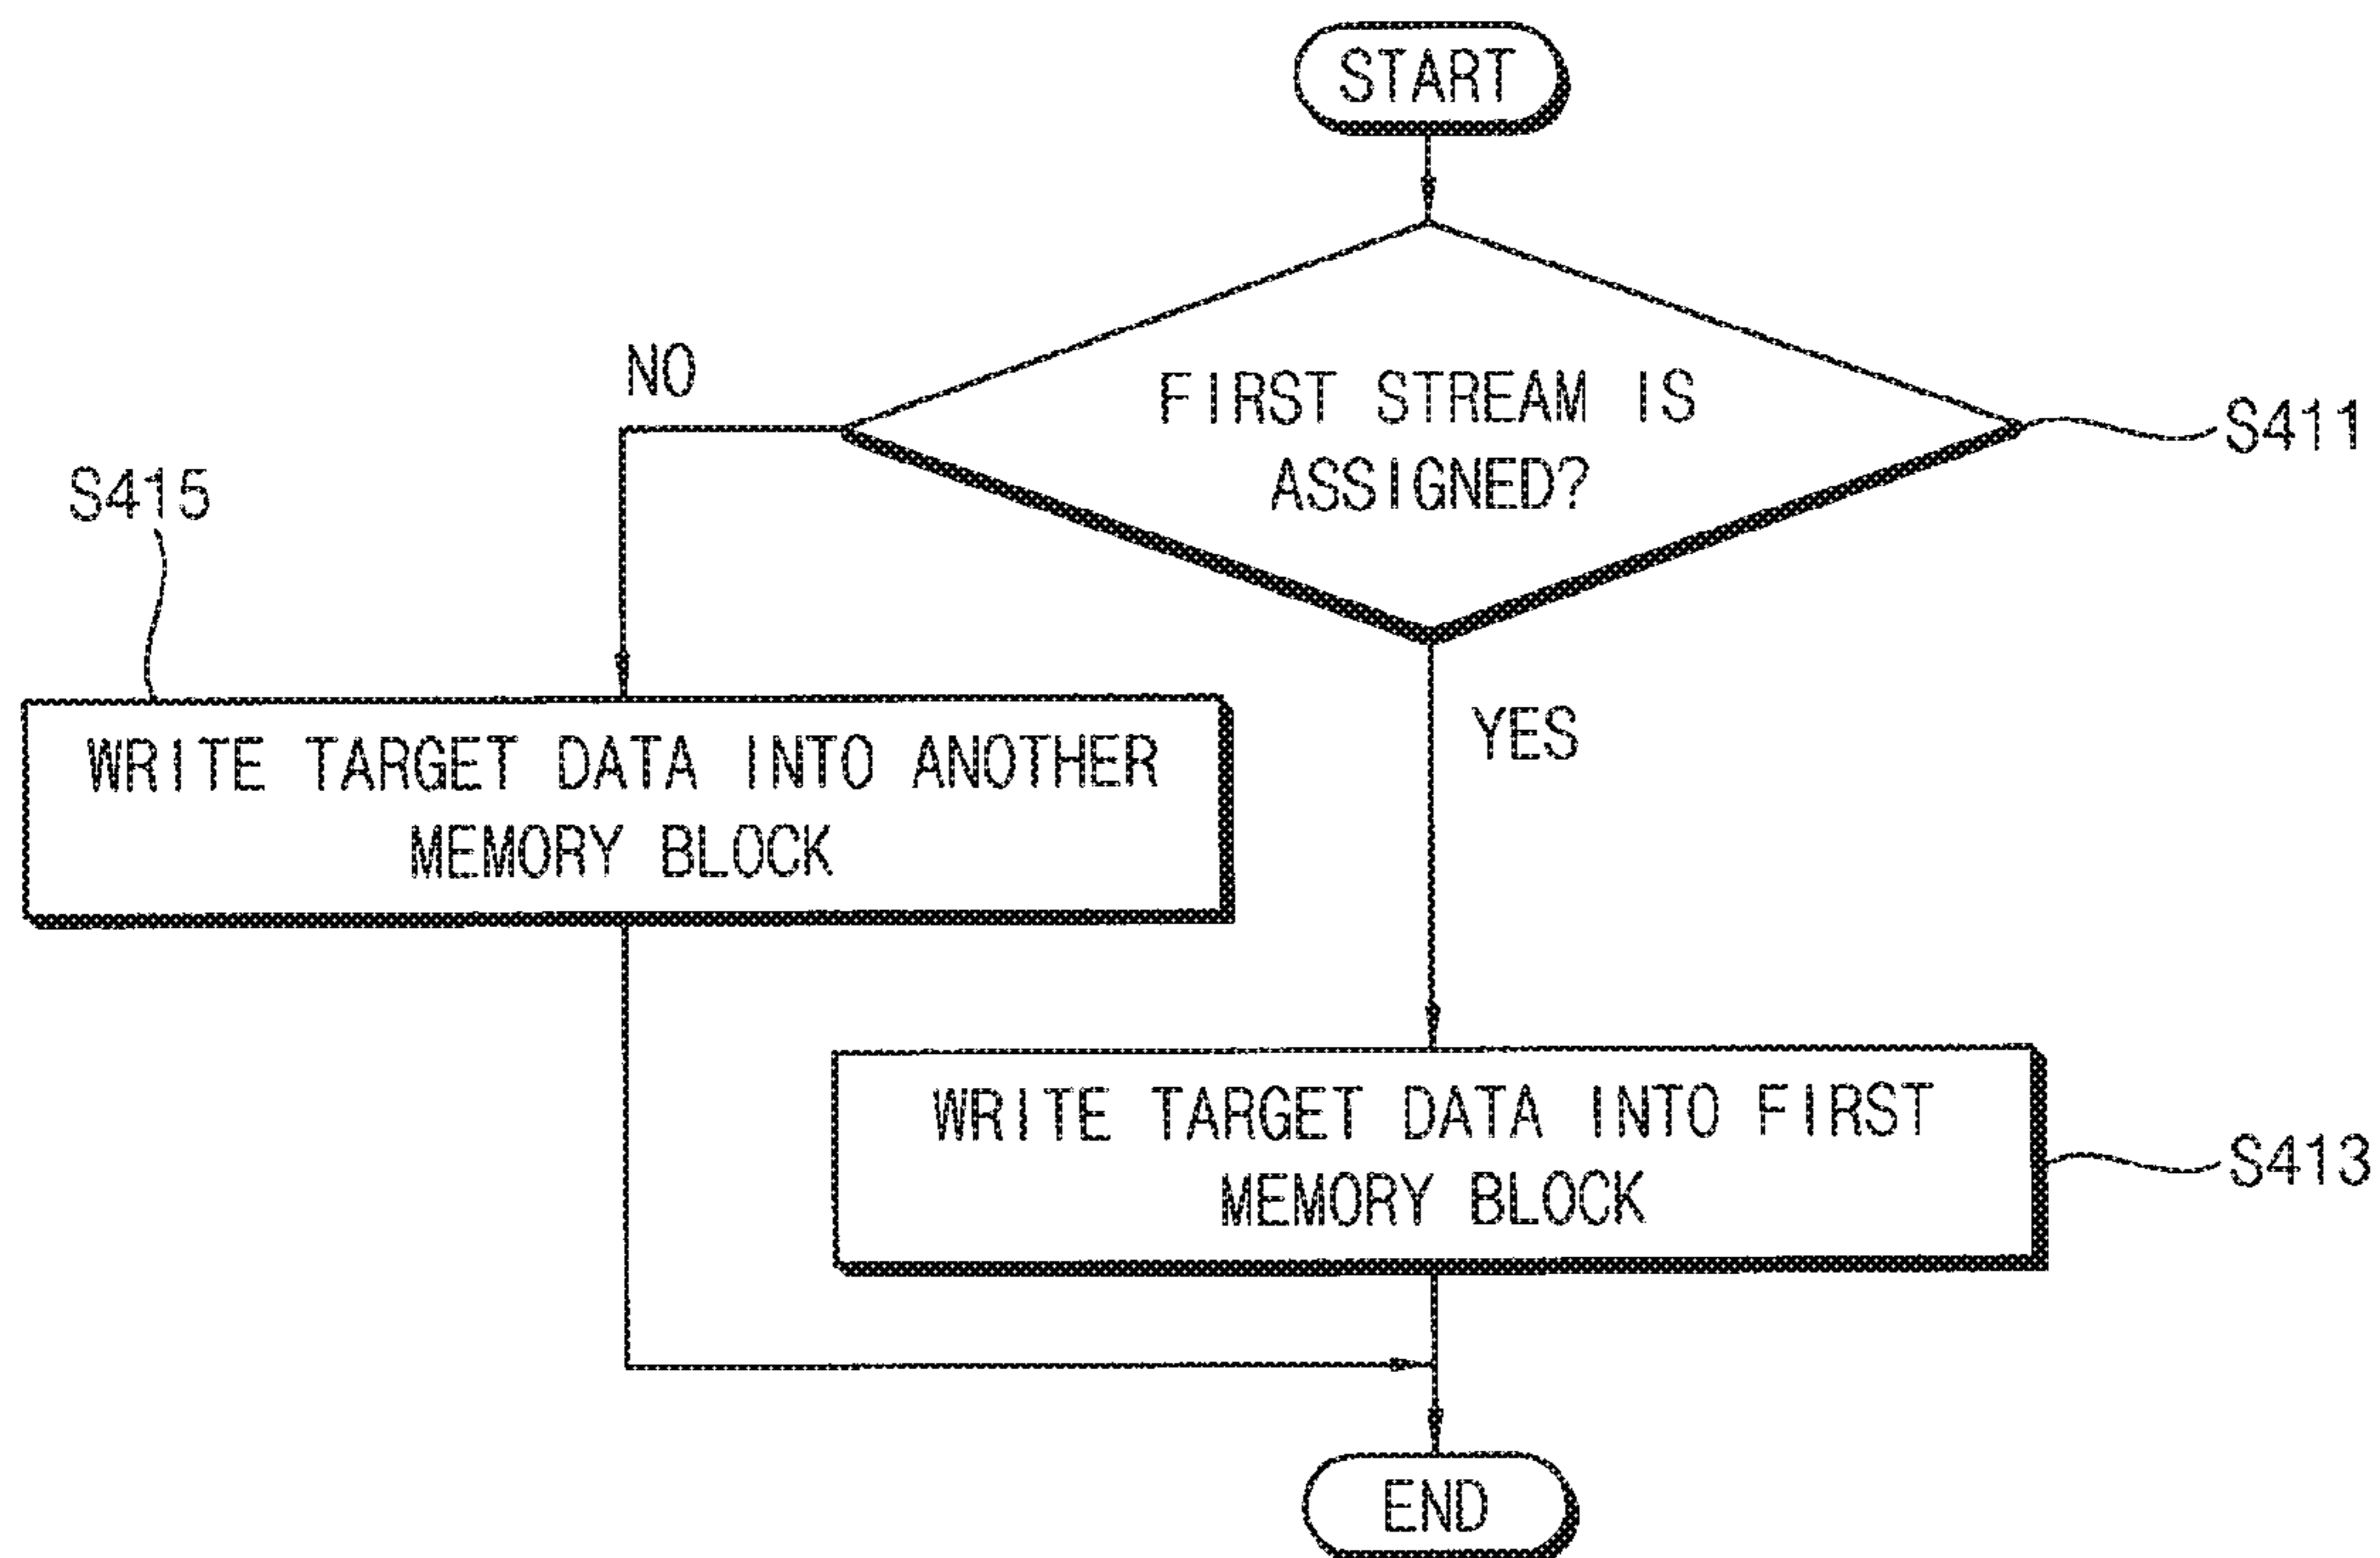 START
NO
FIRST STREAM IS
ASSIGNED?
S411
S415
WRITE TARGET DATA INTO ANOTHER
MEMORY BLOCK
YES
WRITE TARGET DATA INTO FIRST
MEMORY BLOCK
S413
END